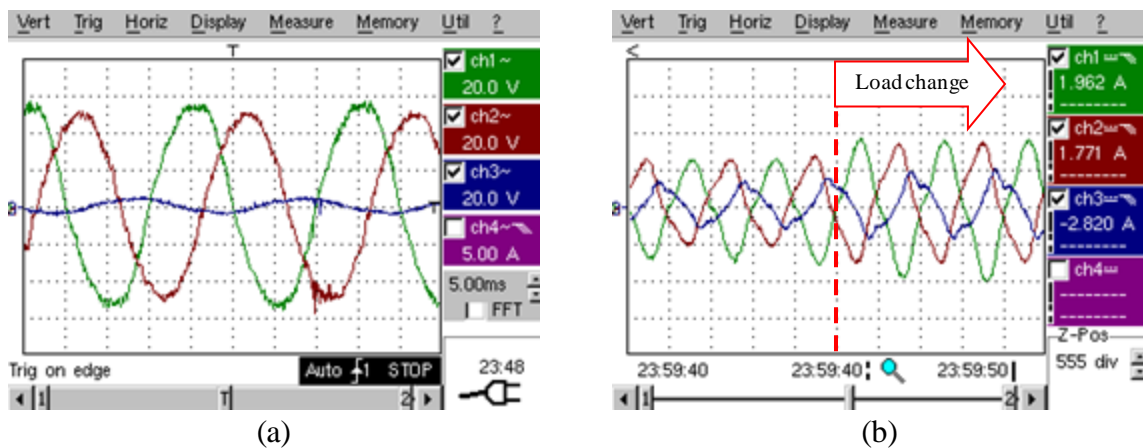 Vert Trig Horiz Display Measure Memory Util ?
T
ch1~
20.0 V
ch2~
20.0 V
ch3~
20.0 V
ch4~
5.00 A
5.00ms
FFT
3
T
Trig on edge
Auto 1 STOP
23:48
1 T 2
(a)
Vert Trig Horiz Display Measure Memory Util ?
<
Load change
ch1
1.962 A
--------
ch2
1.771 A
--------
ch3
-2.820 A
--------
ch4
--------
--------
3
Z-Pos
555 div
23:59:40 23:59:40 23:59:50
1 2
(b)